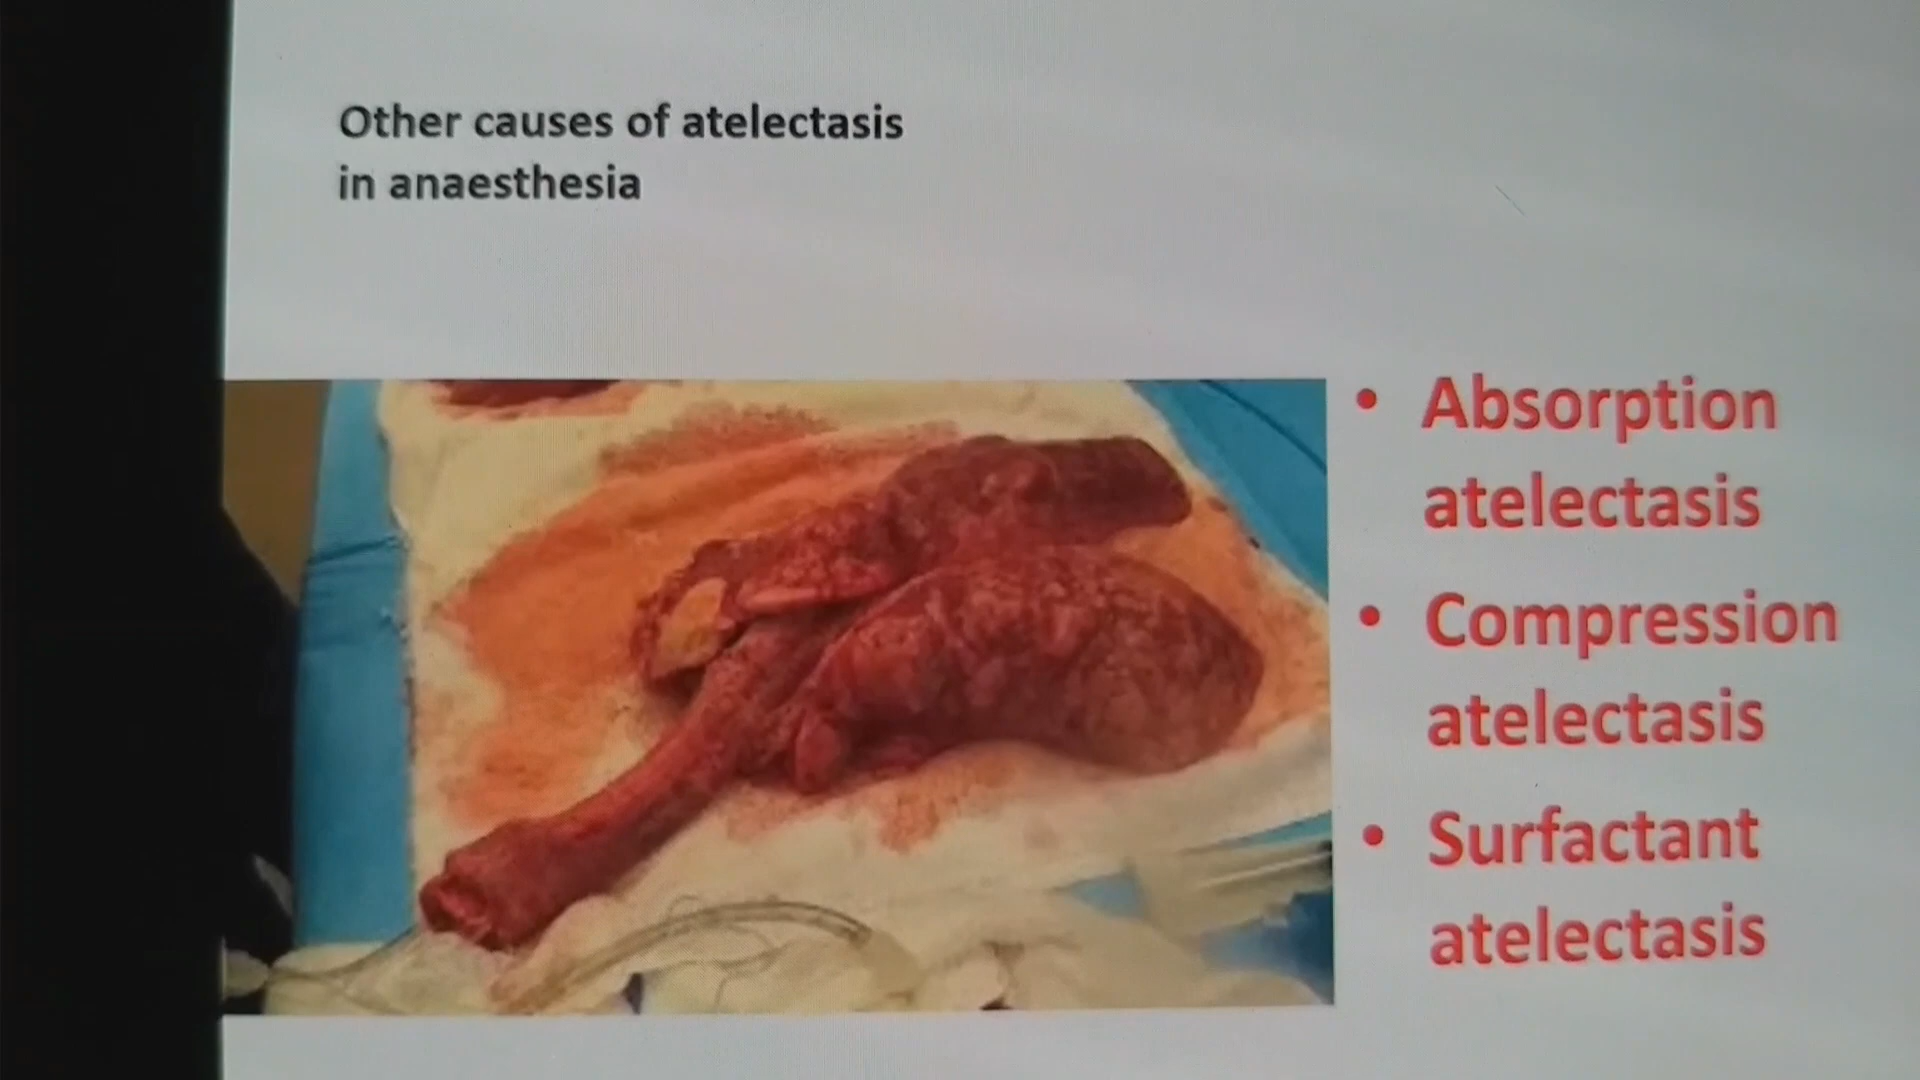 Other causes of atelectasis
in anaesthesia
• Absorption
atelectasis
• Compression
atelectasis
• Surfactant
atelectasis